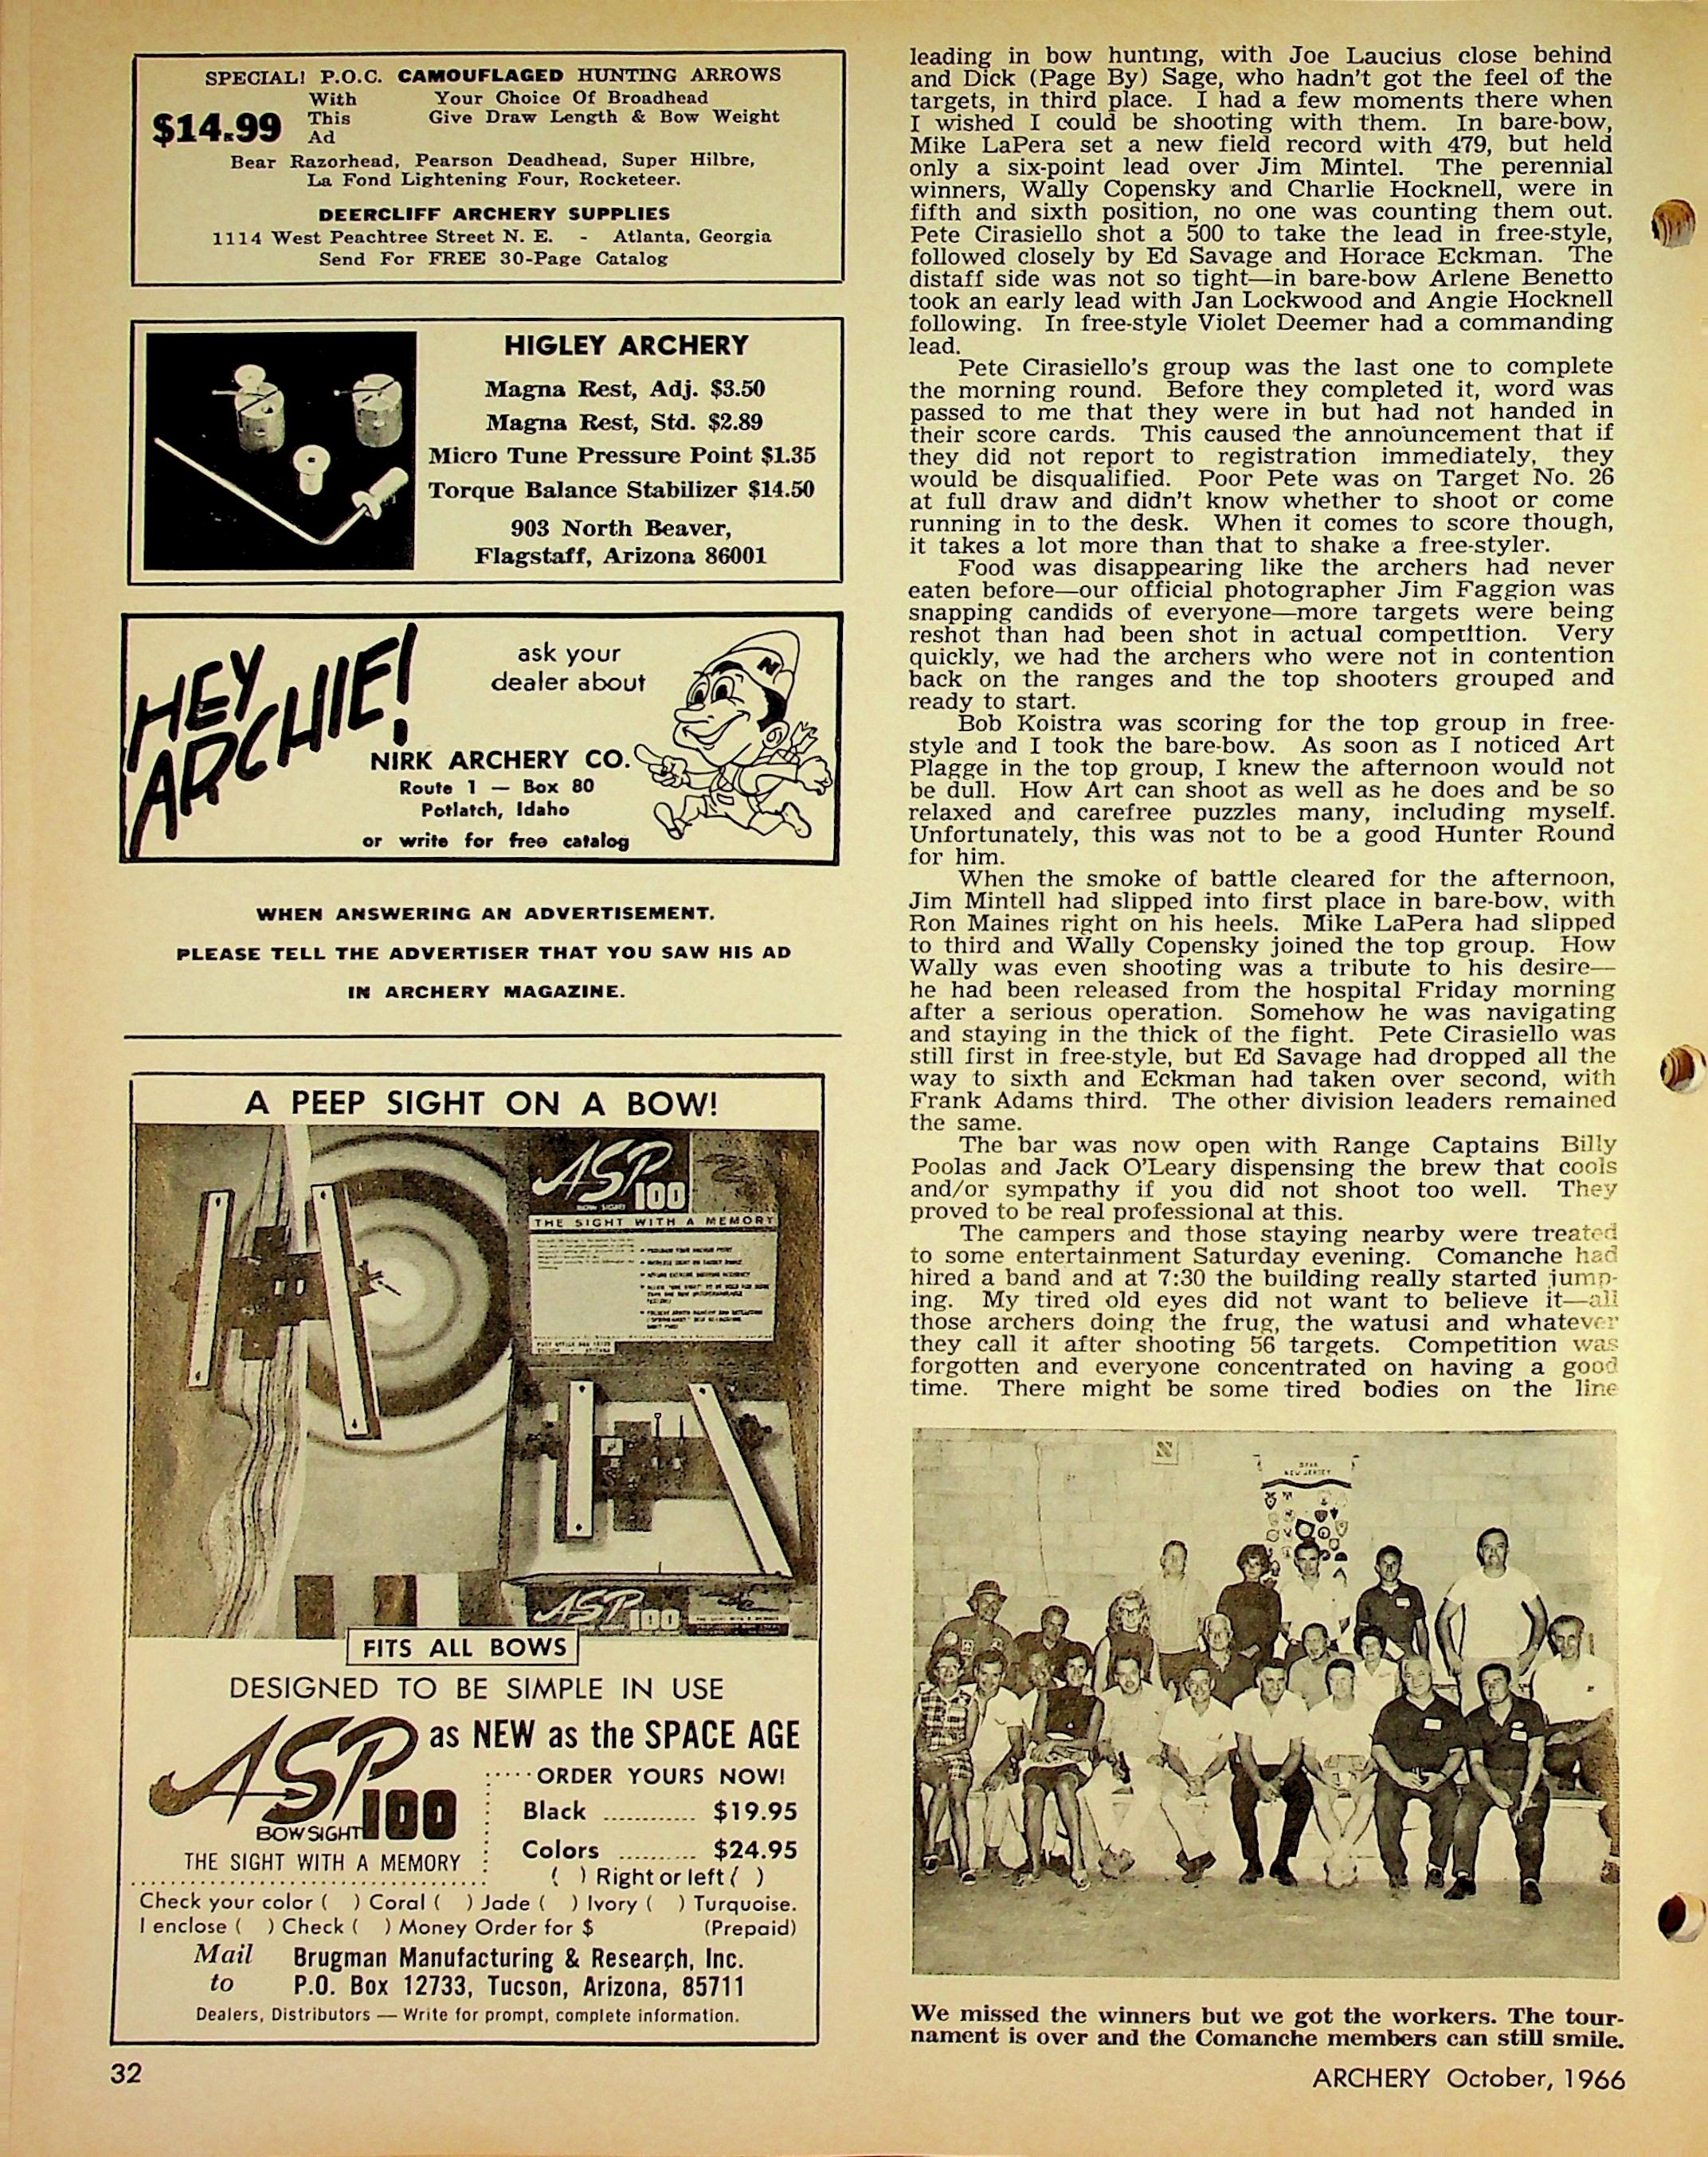 SPECIAL! P.O.C. CAMOUFLAGED HUNTING ARROWS
$14.99
With
This
Ad
Your Choice Of Broadhead
Give Draw Length & Bow Weight
Bear Razorhead, Pearson Deadhead, Super Hilbre,
La Fond Lightening Four, Rocketeer.
DEERCLIFF ARCHERY SUPPLIES
1114 West Peachtree Street N. E. - Atlanta, Georgia
Send For FREE 30-Page Catalog
HIGLEY ARCHERY
Magna Rest, Adj. $3.50
Magna Rest, Std. $2.89
Micro Tune Pressure Point $1.35
Torque Balance Stabilizer $14.50
903 North Beaver,
Flagstaff, Arizona 86001
HEY
ARCHIE!
ask your
dealer about
N
NIRK ARCHERY CO.
Route 1 — Box 80
Potlatch, Idaho
or write for free catalog
WHEN ANSWERING AN ADVERTISEMENT.
PLEASE TELL THE ADVERTISER THAT YOU SAW HIS AD
IN ARCHERY MAGAZINE.
A PEEP SIGHT ON A BOW!
ASP
100
BOW SIGHT
THE SIGHT WITH A MEMORY
ASP
100
FITS ALL BOWS
DESIGNED TO BE SIMPLE IN USE
ASP 100
BOW SIGHT
as NEW as the SPACE AGE
THE SIGHT WITH A MEMORY
ORDER YOURS NOW!
Black ............ $19.95
Colors .......... $24.95
( ) Right or left ( )
Check your color ( ) Coral ( ) Jade ( ) Ivory ( ) Turquoise.
I enclose ( ) Check ( ) Money Order for $ (Prepaid)
Mail
to
Brugman Manufacturing & Research, Inc.
P.O. Box 12733, Tucson, Arizona, 85711
Dealers, Distributors — Write for prompt, complete information.
32
leading in bow hunting, with Joe Laucius close behind
and Dick (Page By) Sage, who hadn't got the feel of the
targets, in third place. I had a few moments there when
I wished I could be shooting with them. In bare-bow,
Mike LaPera set a new field record with 479, but held
only a six-point lead over Jim Mintel. The perennial
winners, Wally Copensky and Charlie Hocknell, were in
fifth and sixth position, no one was counting them out.
Pete Cirasiello shot a 500 to take the lead in free-style,
followed closely by Ed Savage and Horace Eckman. The
distaff side was not so tight—in bare-bow Arlene Benetto
took an early lead with Jan Lockwood and Angie Hocknell
following. In free-style Violet Deemer had a commanding
lead.
Pete Cirasiello's group was the last one to complete
the morning round. Before they completed it, word was
passed to me that they were in but had not handed in
their score cards. This caused the announcement that if
they did not report to registration immediately, they
would be disqualified. Poor Pete was on Target No. 26
at full draw and didn't know whether to shoot or come
running in to the desk. When it comes to score though,
it takes a lot more than that to shake a free-styler.
Food was disappearing like the archers had never
eaten before—our official photographer Jim Faggion was
snapping candids of everyone—more targets were being
reshot than had been shot in actual competition. Very
quickly, we had the archers who were not in contention
back on the ranges and the top shooters grouped and
ready to start.
Bob Koistra was scoring for the top group in free-
style and I took the bare-bow. As soon as I noticed Art
Plagge in the top group, I knew the afternoon would not
be dull. How Art can shoot as well as he does and be so
relaxed and carefree puzzles many, including myself.
Unfortunately, this was not to be a good Hunter Round
for him.
When the smoke of battle cleared for the afternoon,
Jim Mintell had slipped into first place in bare-bow, with
Ron Maines right on his heels. Mike LaPera had slipped
to third and Wally Copensky joined the top group. How
Wally was even shooting was a tribute to his desire—
he had been released from the hospital Friday morning
after a serious operation. Somehow he was navigating
and staying in the thick of the fight. Pete Cirasiello was
still first in free-style, but Ed Savage had dropped all the
way to sixth and Eckman had taken over second, with
Frank Adams third. The other division leaders remained
the same.
The bar was now open with Range Captains Billy
Poolas and Jack O'Leary dispensing the brew that cools
and/or sympathy if you did not shoot too well. They
proved to be real professional at this.
The campers and those staying nearby were treated
to some entertainment Saturday evening. Comanche had
hired a band and at 7:30 the building really started jump-
ing. My tired old eyes did not want to believe it—all
those archers doing the frug, the watusi and whatever
they call it after shooting 56 targets. Competition was
forgotten and everyone concentrated on having a good
time. There might be some tired bodies on the line
NEW JERSEY
We missed the winners but we got the workers. The tour-
nament is over and the Comanche members can still smile.
ARCHERY October, 1966